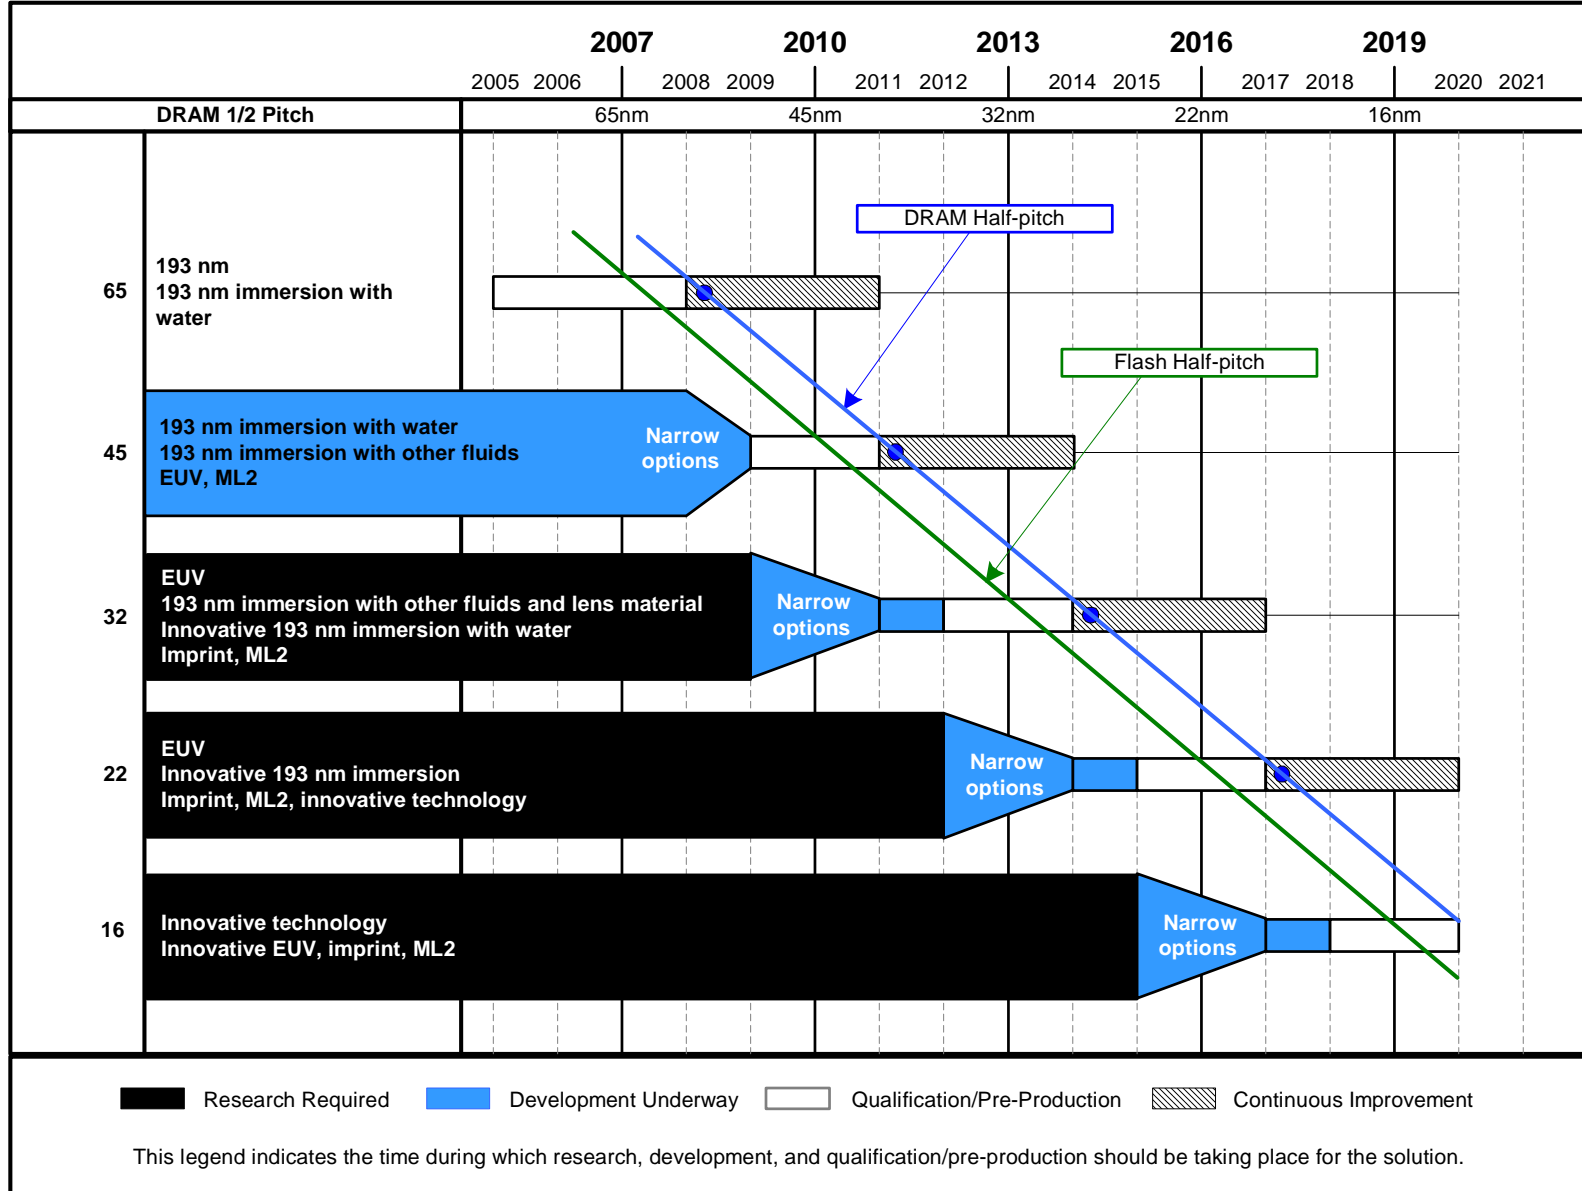 2007 2010 2013 2016 2019
2005 2006 2008 2009 2011 2012 2014 2015 2017 2018 2020 2021
DRAM 1/2 Pitch 65nm 45nm 32nm 22nm 16nm
DRAM Half-pitch
Flash Half-pitch
65
193 nm
193 nm immersion with
water
45
193 nm immersion with water
193 nm immersion with other fluids
EUV, ML2
Narrow
options
32
EUV
193 nm immersion with other fluids and lens material
Innovative 193 nm immersion with water
Imprint, ML2
Narrow
options
22
EUV
Innovative 193 nm immersion
Imprint, ML2, innovative technology
Narrow
options
16
Innovative technology
Innovative EUV, imprint, ML2
Narrow
options
Research Required Development Underway Qualification/Pre-Production Continuous Improvement
This legend indicates the time during which research, development, and qualification/pre-production should be taking place for the solution.